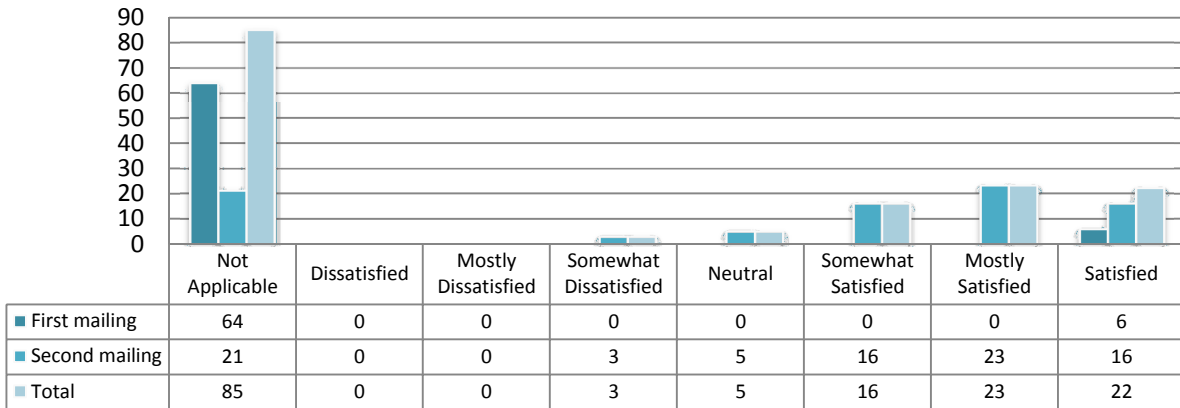 90
80
70
60
50
40
30
20
10
0
Not Applicable Dissatisfied Mostly Dissatisfied Somewhat Dissatisfied Neutral Somewhat Satisfied Mostly Satisfied Satisfied
First mailing 64 0 0 0 0 0 0 6
Second mailing 21 0 0 3 5 16 23 16
Total 85 0 0 3 5 16 23 22